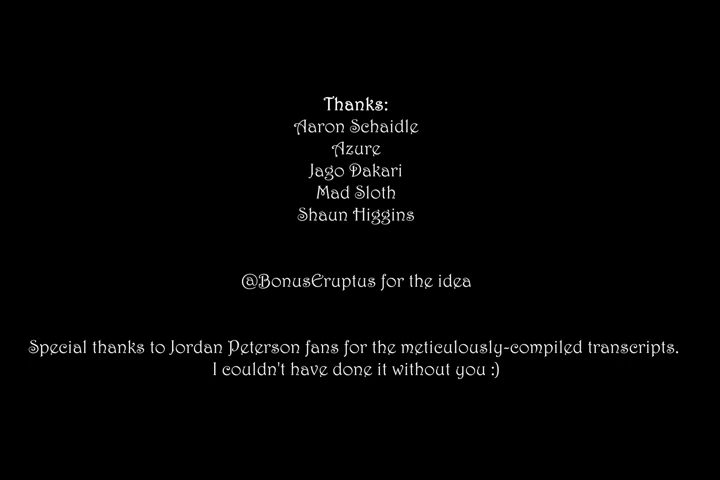 Thanks:
Aaron Schaidle
Azure
Jago Dakari
Mad Sloth
Shaun Higgins
@BonusEruptus for the idea
Special thanks to Jordan Peterson fans for the meticulously-compiled transcripts.
I couldn't have done it without you :)